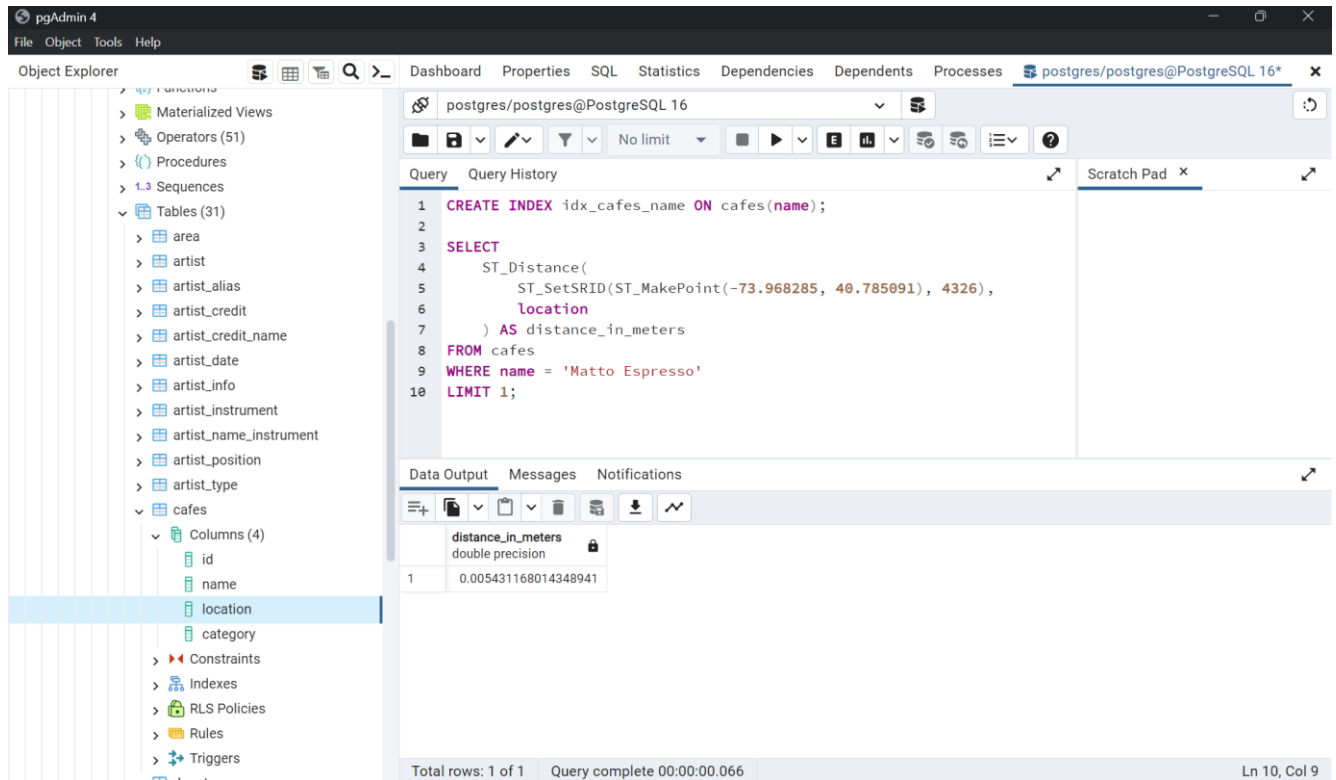 pgAdmin 4
File Object Tools Help
Object Explorer
Materialized Views
Operators (51)
Procedures
1..3 Sequences
Tables (31)
area
artist
artist_alias
artist_credit
artist_credit_name
artist_date
artist_info
artist_instrument
artist_name_instrument
artist_position
artist_type
cafes
Columns (4)
id
name
location
category
Constraints
Indexes
RLS Policies
Rules
Triggers
Dashboard Properties SQL Statistics Dependencies Dependents Processes postgres/postgres@PostgreSQL 16*
postgres/postgres@PostgreSQL 16
No limit E
Query Query History
Scratch Pad
1 CREATE INDEX idx_cafes_name ON cafes(name);
2
3 SELECT
4 ST_Distance(
5 ST_SetSRID(ST_MakePoint(-73.968285, 40.785091), 4326),
6 location
7 ) AS distance_in_meters
8 FROM cafes
9 WHERE name = 'Matto Espresso'
10 LIMIT 1;
Data Output Messages Notifications
distance_in_meters
double precision
1 0.005431168014348941
Total rows: 1 of 1 Query complete 00:00:00.066 Ln 10, Col 9